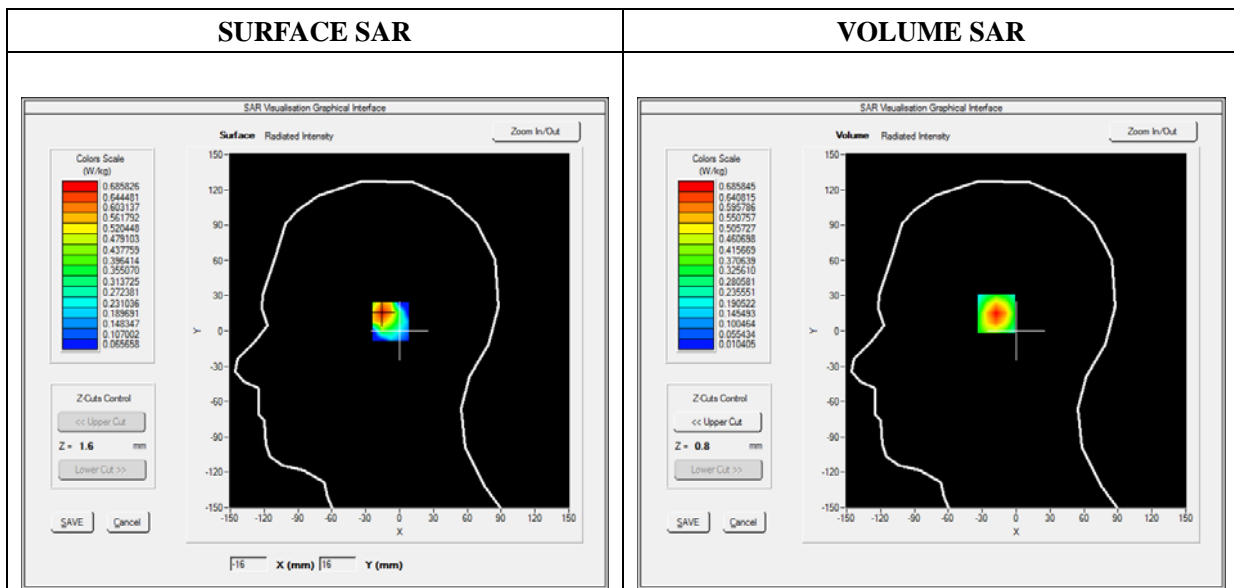 SURFACE SAR
VOLUME SAR
SAR Visualisation Graphical Interface
Surface Radiated Intensity
Zoom In/Out
Colors Scale
(W/kg)
0.685826
0.644481
0.603137
0.561792
0.520448
0.479103
0.437759
0.396414
0.355070
0.313725
0.272381
0.231036
0.189691
0.148347
0.107002
0.065658
150
120
90
60
30
0
-30
-60
-90
-120
-150
Y
-150 -120 -90 -60 -30 0 30 60 90 120 150
X
Z-Cuts Control
<< Upper Cut
Z = 1.6 mm
Lower Cut >>
SAVE Cancel
-16 X (mm) 16 Y (mm)
SAR Visualisation Graphical Interface
Volume Radiated Intensity
Zoom In/Out
Colors Scale
(W/kg)
0.685845
0.640815
0.595786
0.550757
0.505727
0.460698
0.415669
0.370639
0.325610
0.280581
0.235551
0.190522
0.145493
0.100464
0.055434
0.010405
150
120
90
60
30
0
-30
-60
-90
-120
-150
Y
-150 -120 -90 -60 -30 0 30 60 90 120 150
X
Z-Cuts Control
<< Upper Cut
Z = 0.8 mm
Lower Cut >>
SAVE Cancel